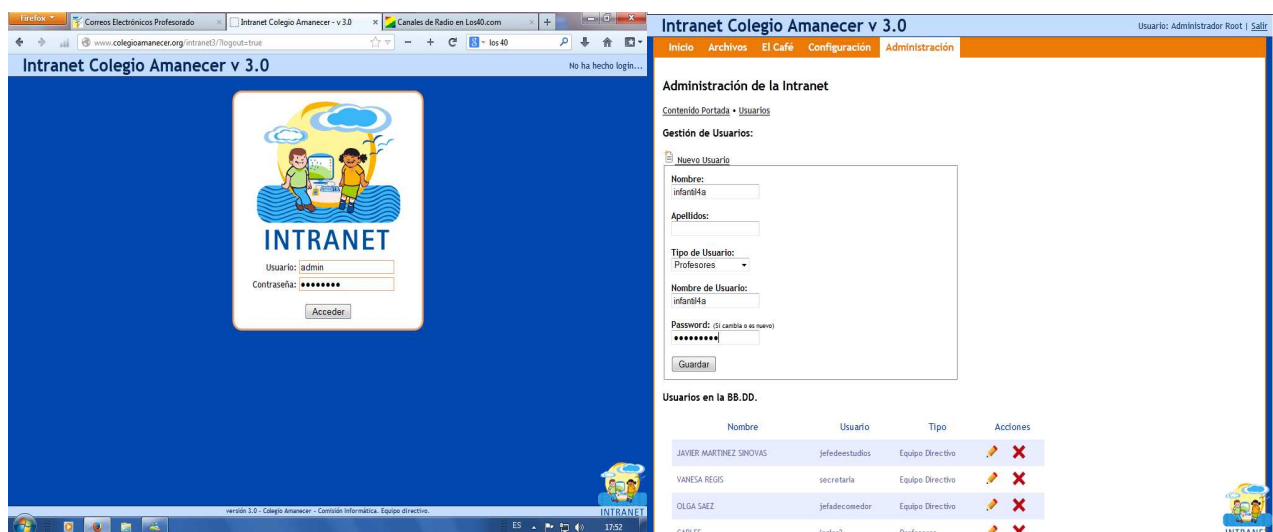 Firefox
Correos Electrónicos Profesorado
Intranet Colegio Amanecer - v 3.0
Canales de Radio en Los40.com
www.colegioamanecer.org/intranet3/?logout=true
los 40
Intranet Colegio Amanecer v 3.0
No ha hecho login...
INTRANET
Usuario: admin
Contraseña: ●●●●●●●●
Acceder
versión 3.0 - Colegio Amanecer - Comisión Informática. Equipo directivo.
INTRANET
ES
17:52
Intranet Colegio Amanecer v 3.0
Usuario: Administrador Root | Salir
Inicio Archivos El Café Configuración Administración
Administración de la Intranet
Contenido Portada • Usuarios
Gestión de Usuarios:
Nuevo Usuario
Nombre:
infantil4a
Apellidos:
Tipo de Usuario:
Profesores
Nombre de Usuario:
infantil4a
Password: (Si cambia o es nuevo)
●●●●●●●●●
Guardar
Usuarios en la BB.DD.
Nombre Usuario Tipo Acciones
JAVIER MARTINEZ SINOVAS jefedeestudios Equipo Directivo
VANESA REGIS secretaria Equipo Directivo
OLGA SAEZ jefadecomedor Equipo Directivo